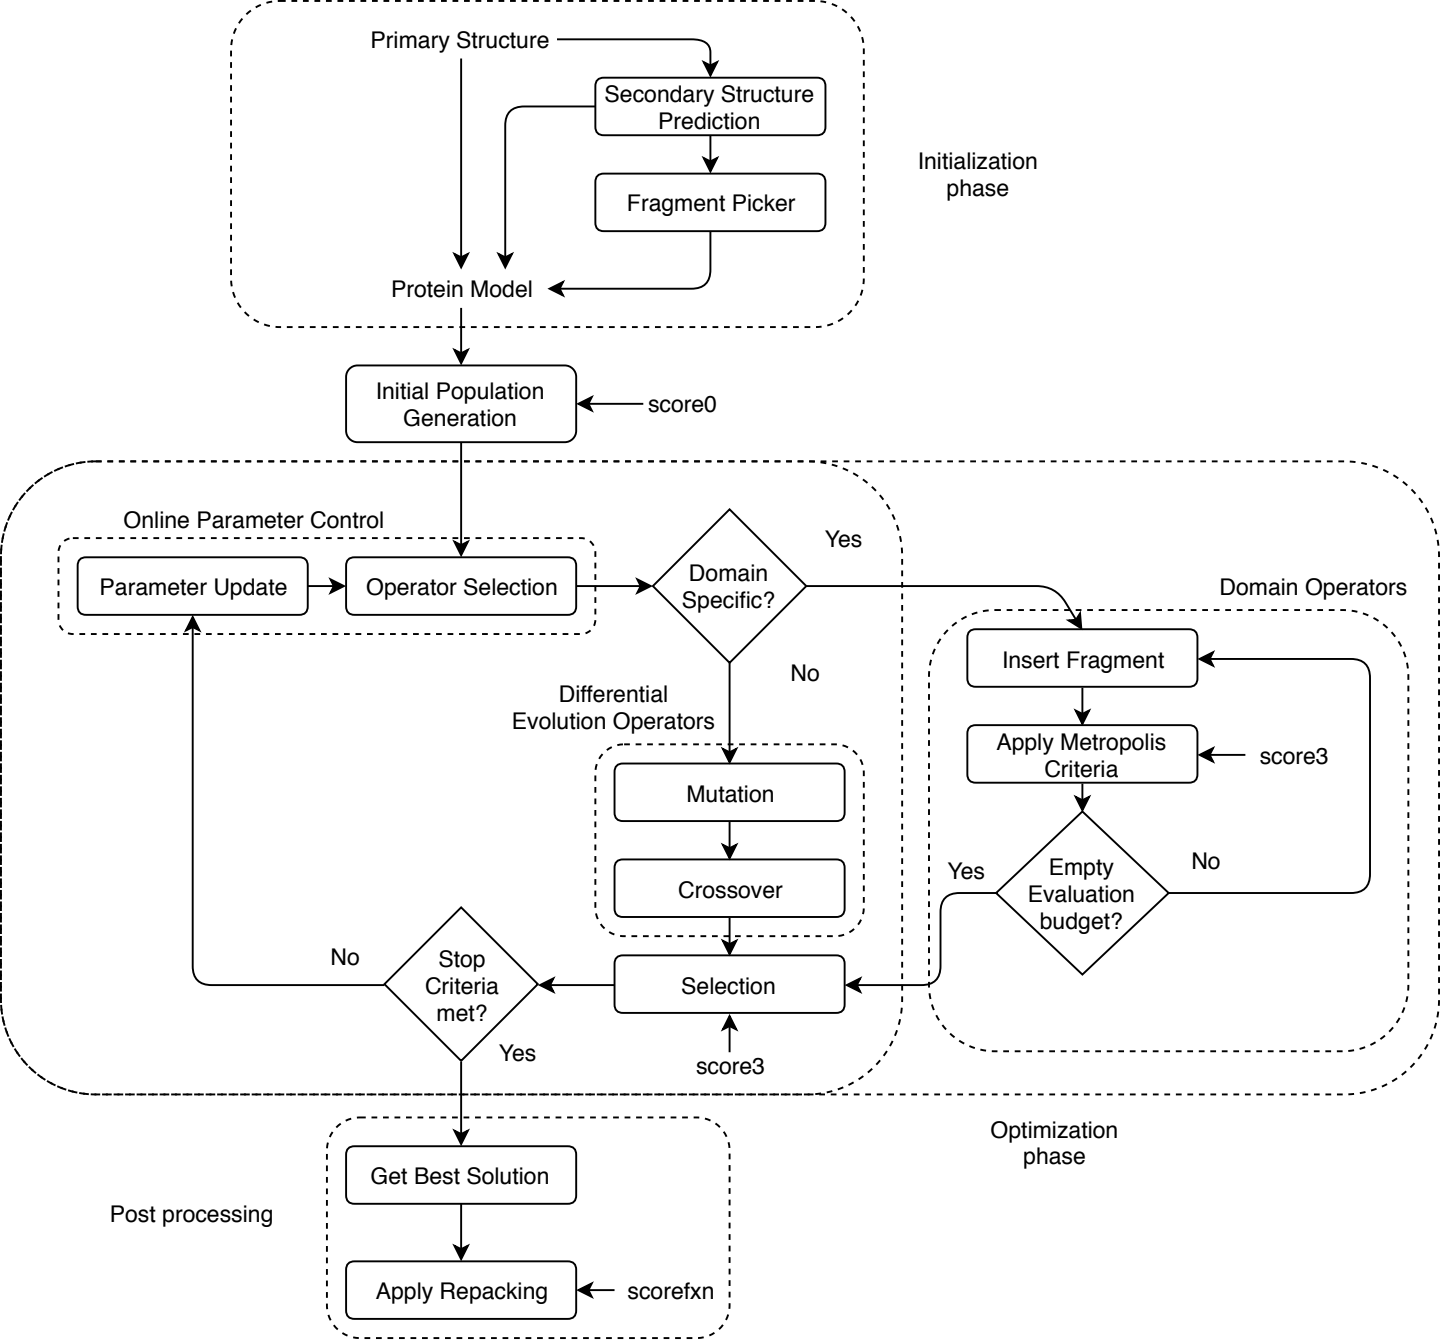 Primary Structure
Secondary Structure
Prediction
Initialization
phase
Fragment Picker
Protein Model
Initial Population
Generation
score0
Online Parameter Control
Parameter Update
Operator Selection
Domain
Specific?
Yes
No
Domain Operators
Insert Fragment
Apply Metropolis
Criteria
score3
Empty
Evaluation
budget?
Yes
No
Differential
Evolution Operators
Mutation
Crossover
Selection
score3
Stop
Criteria
met?
No
Yes
Optimization
phase
Post processing
Get Best Solution
Apply Repacking
scorefxn